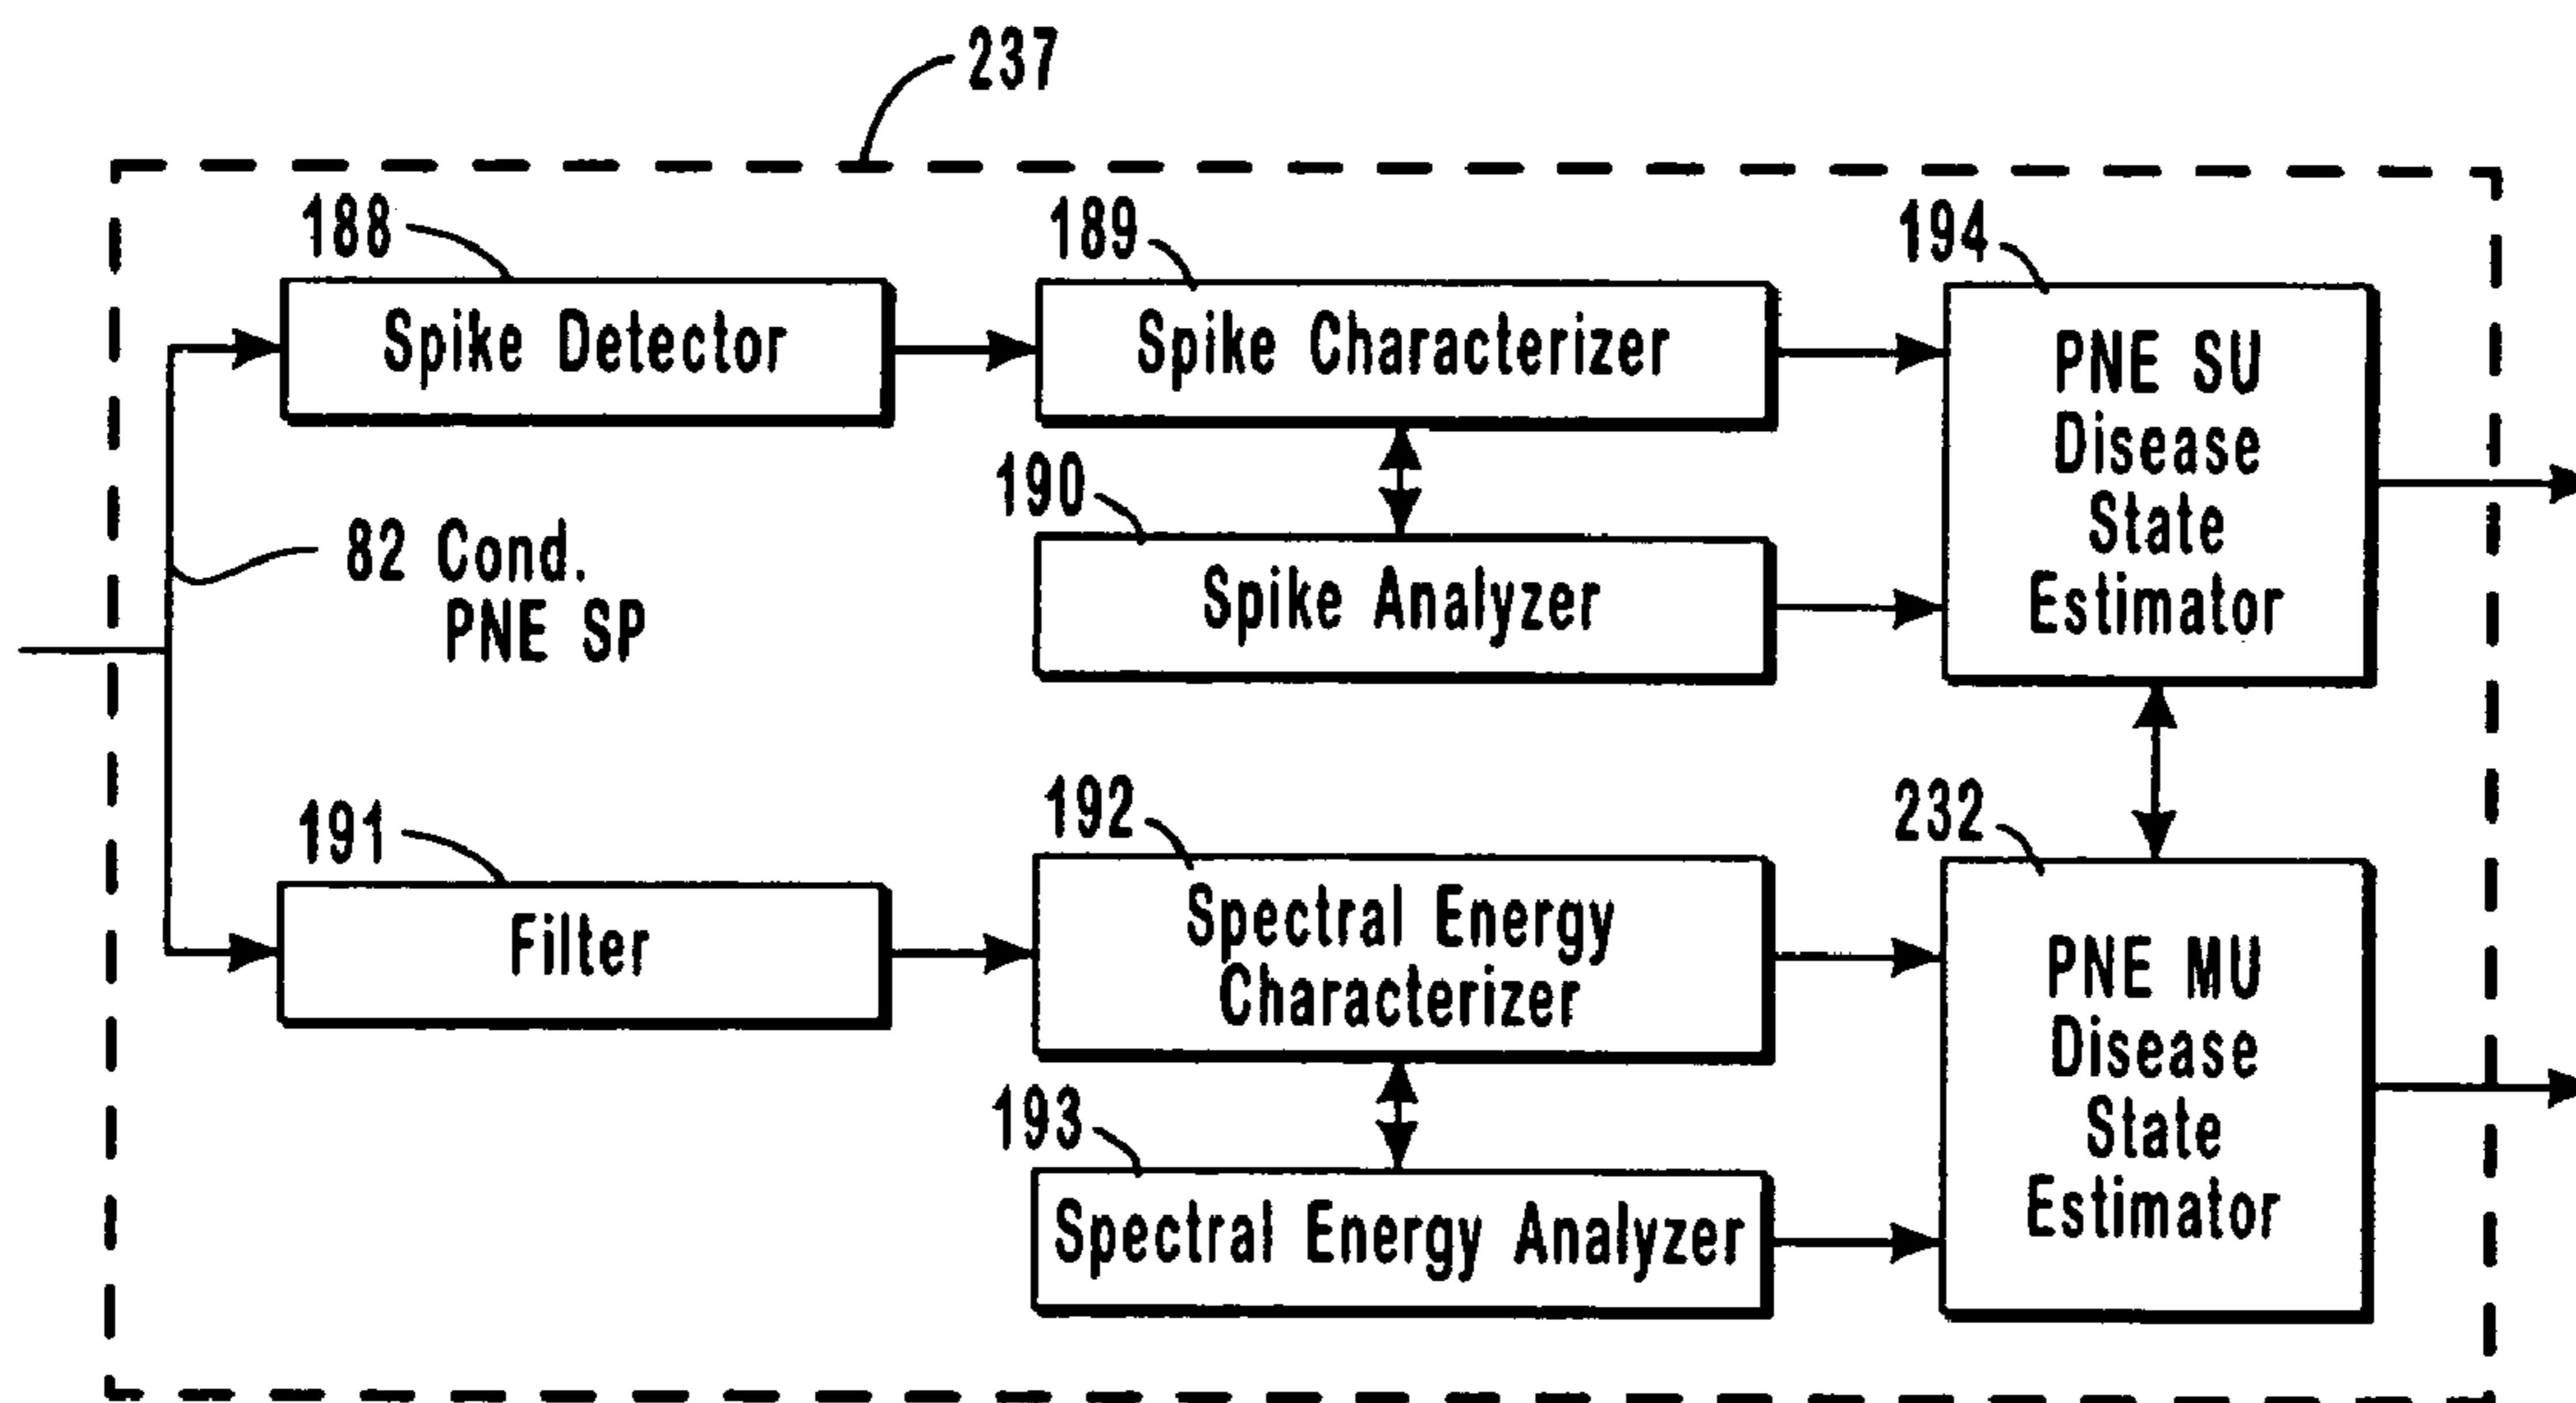 237
188
189
194
Spike Detector
Spike Characterizer
PNE SU
Disease
State
Estimator
190
Spike Analyzer
82 Cond.
PNE SP
191
192
232
Filter
Spectral Energy
Characterizer
PNE MU
Disease
State
Estimator
193
Spectral Energy Analyzer